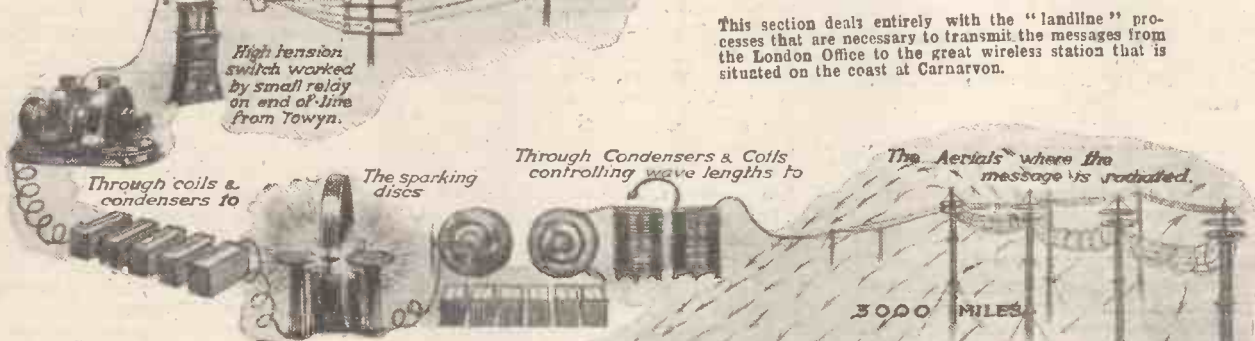 This section deals entirely with the "landline" pro-
cesses that are necessary to transmit the messages from
the London Office to the great wireless station that is
situated on the coast at Carnarvon.
High tension
switch worked
by small relay
on end of line
from Towyn.
Through coils &
condensers to
The sparking
discs
Through Condensers & Coils
controlling wave lengths to
The Aerials where the
message is radiated.
3000 MILES